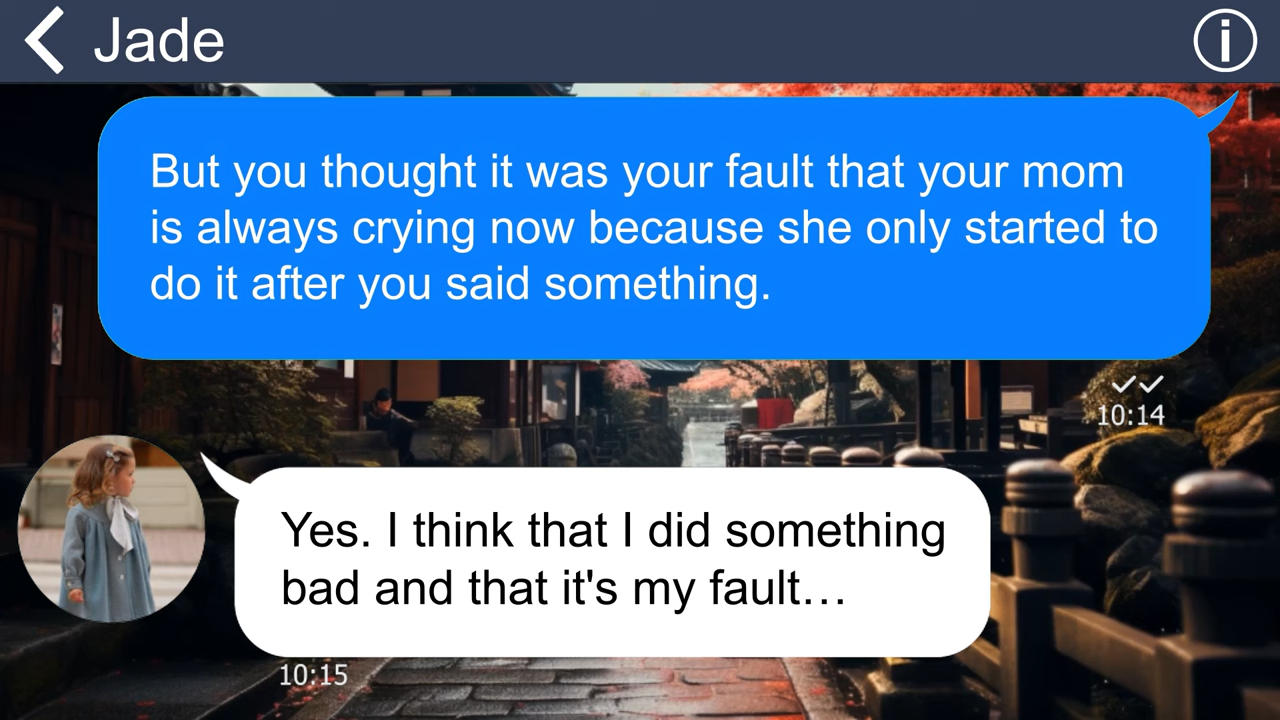 Jade
But you thought it was your fault that your mom
is always crying now because she only started to
do it after you said something.
10:14
Yes. I think that I did something
bad and that it's my fault…
10:15